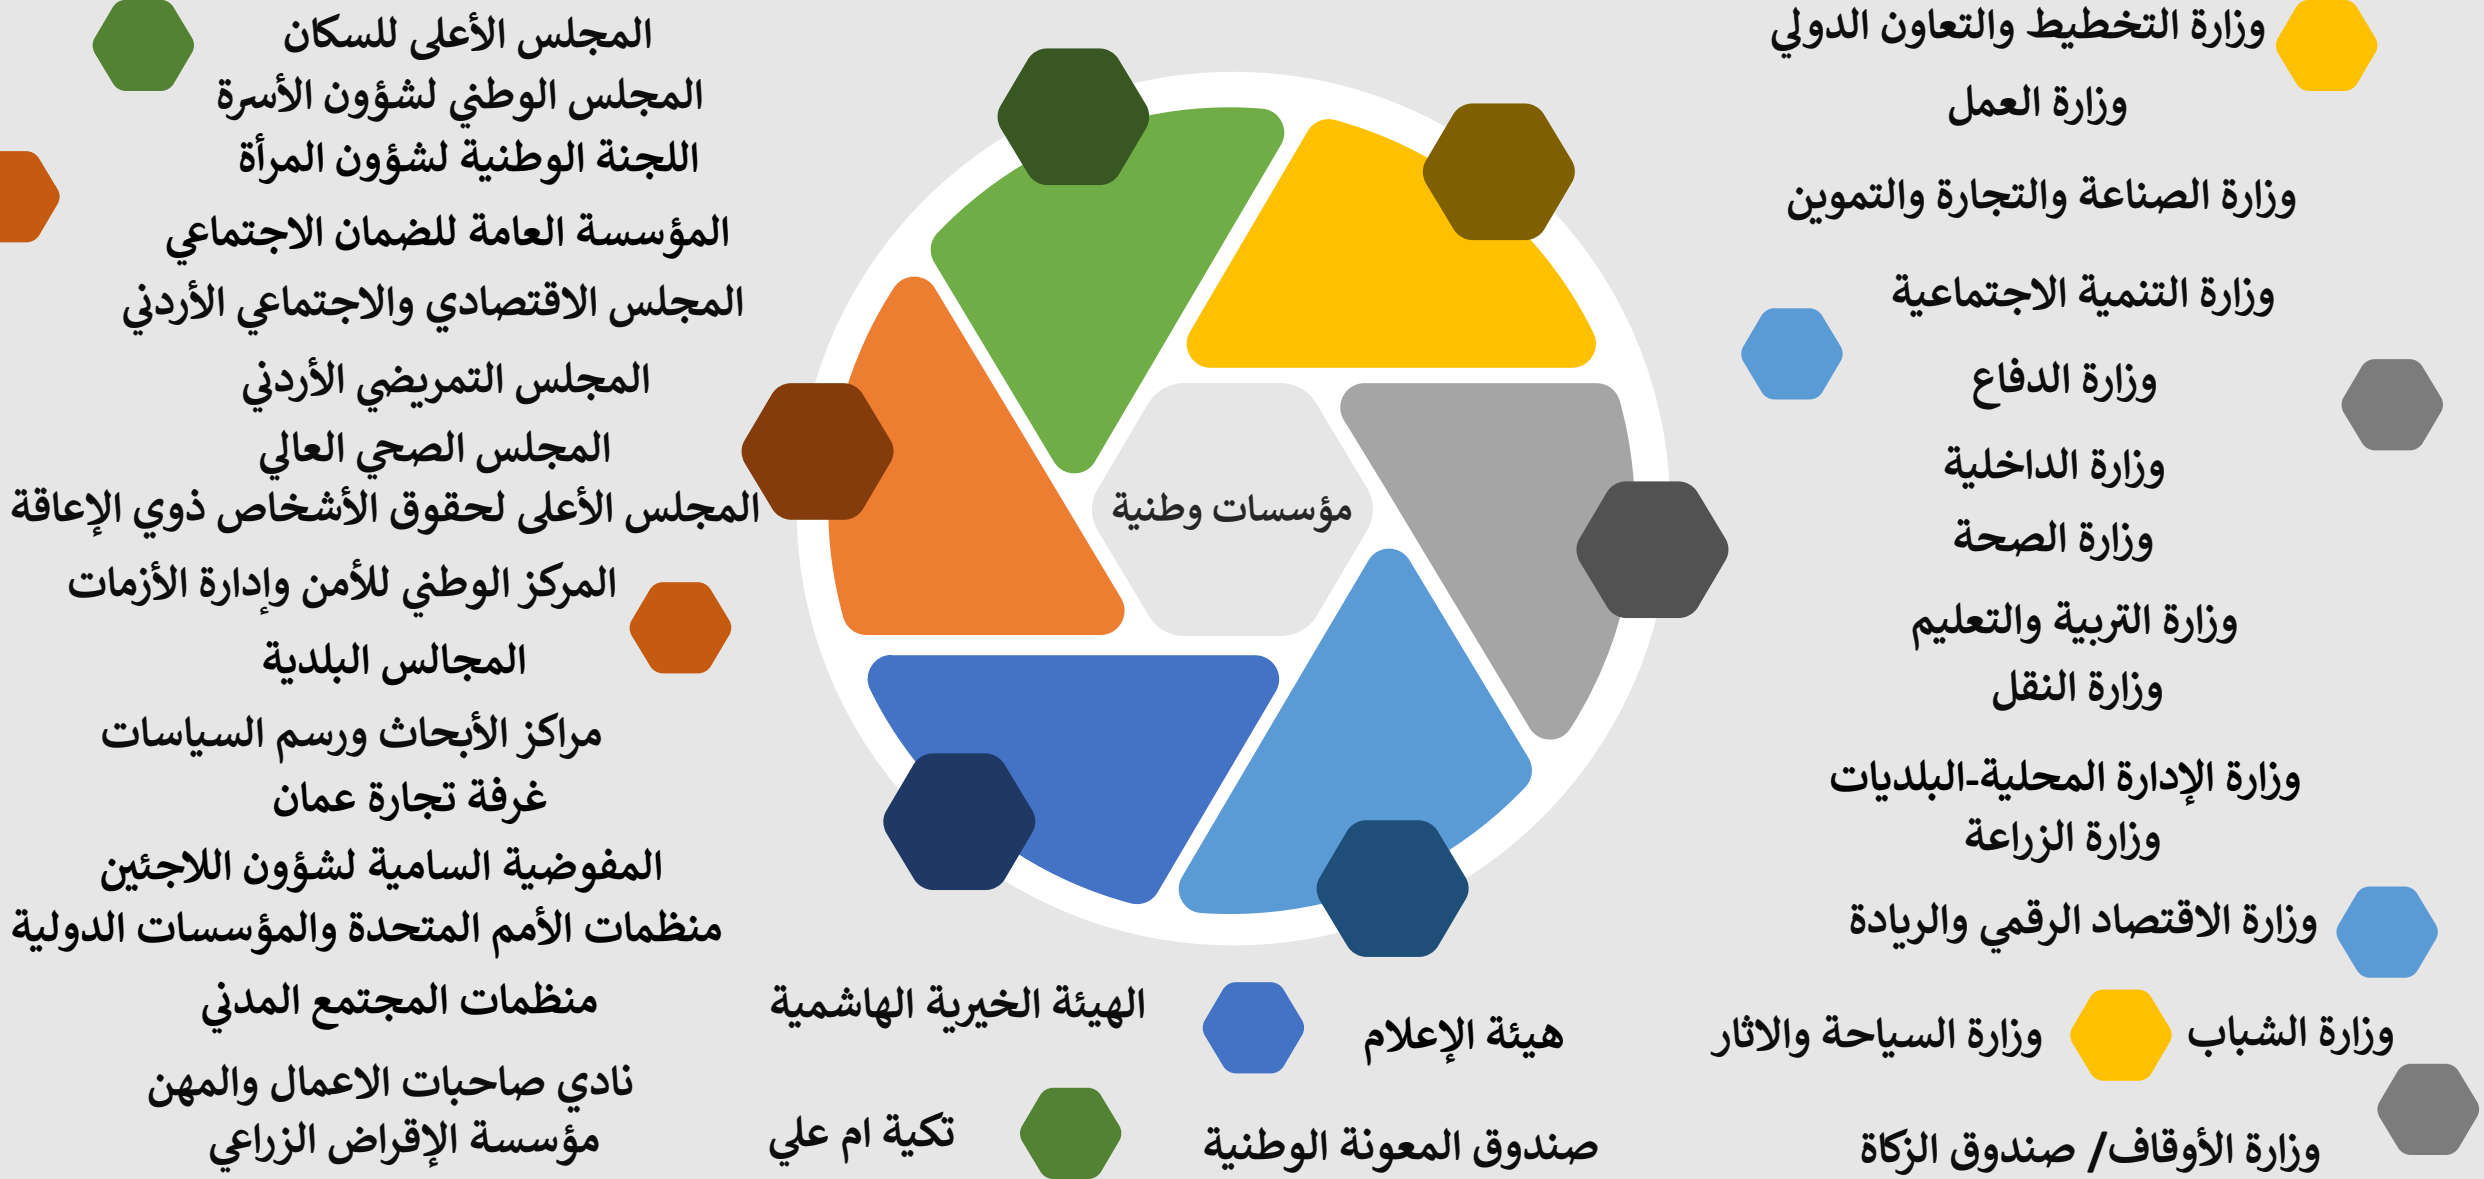 وزارة التخطيط والتعاون الدولي
وزارة العمل
وزارة الصناعة والتجارة والتموين
وزارة التنمية الاجتماعية
وزارة الدفاع
وزارة الداخلية
وزارة الصحة
وزارة التربية والتعليم
وزارة النقل
وزارة الإدارة المحلية-البلديات
وزارة الزراعة
وزارة الاقتصاد الرقمي والريادة
وزارة الشباب
وزارة السياحة والاثار
وزارة الأوقاف/ صندوق الزكاة
مؤسسات وطنية
هيئة الإعلام
الهيئة الخيرية الهاشمية
صندوق المعونة الوطنية
تكية ام علي
المجلس الأعلى للسكان
المجلس الوطني لشؤون الأسرة
اللجنة الوطنية لشؤون المرأة
المؤسسة العامة للضمان الاجتماعي
المجلس الاقتصادي والاجتماعي الأردني
المجلس التمريضي الأردني
المجلس الصحي العالي
المجلس الأعلى لحقوق الأشخاص ذوي الإعاقة
المركز الوطني للأمن وإدارة الأزمات
المجالس البلدية
مراكز الأبحاث ورسم السياسات
غرفة تجارة عمان
المفوضية السامية لشؤون اللاجئين
منظمات الأمم المتحدة والمؤسسات الدولية
منظمات المجتمع المدني
نادي صاحبات الاعمال والمهن
مؤسسة الإقراض الزراعي